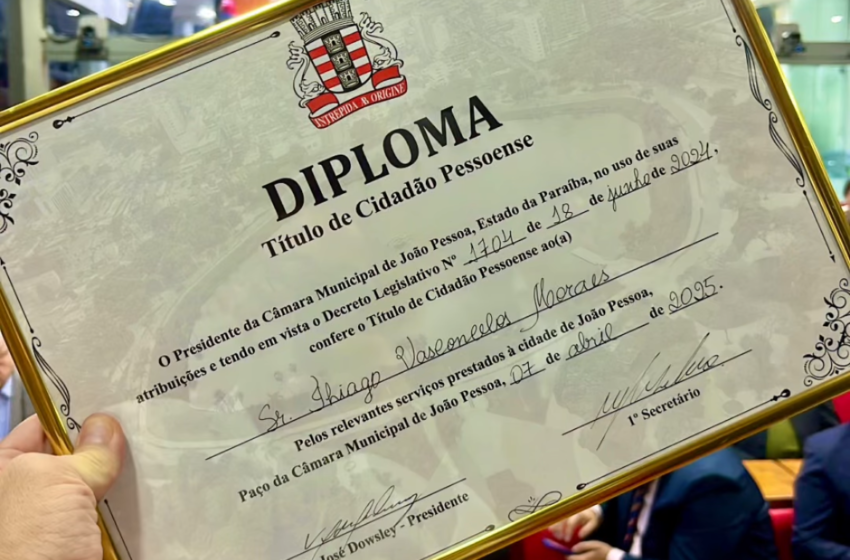 INTREPIDA AB ORIGINE
DIPLOMA
Título de Cidadão Pessoense
O Presidente da Câmara Municipal de João Pessoa, Estado da Paraíba, no uso de suas
atribuições e tendo em vista o Decreto Legislativo Nº 1704 de 18 de junho de 2024,
confere o Título de Cidadão Pessoense ao(a)
Sr. Thiago Vasconcelos Moraes
Pelos relevantes serviços prestados à cidade de João Pessoa,
Paço da Câmara Municipal de João Pessoa, 07 de abril de 2025.
1º Secretário
José Dowsley - Presidente